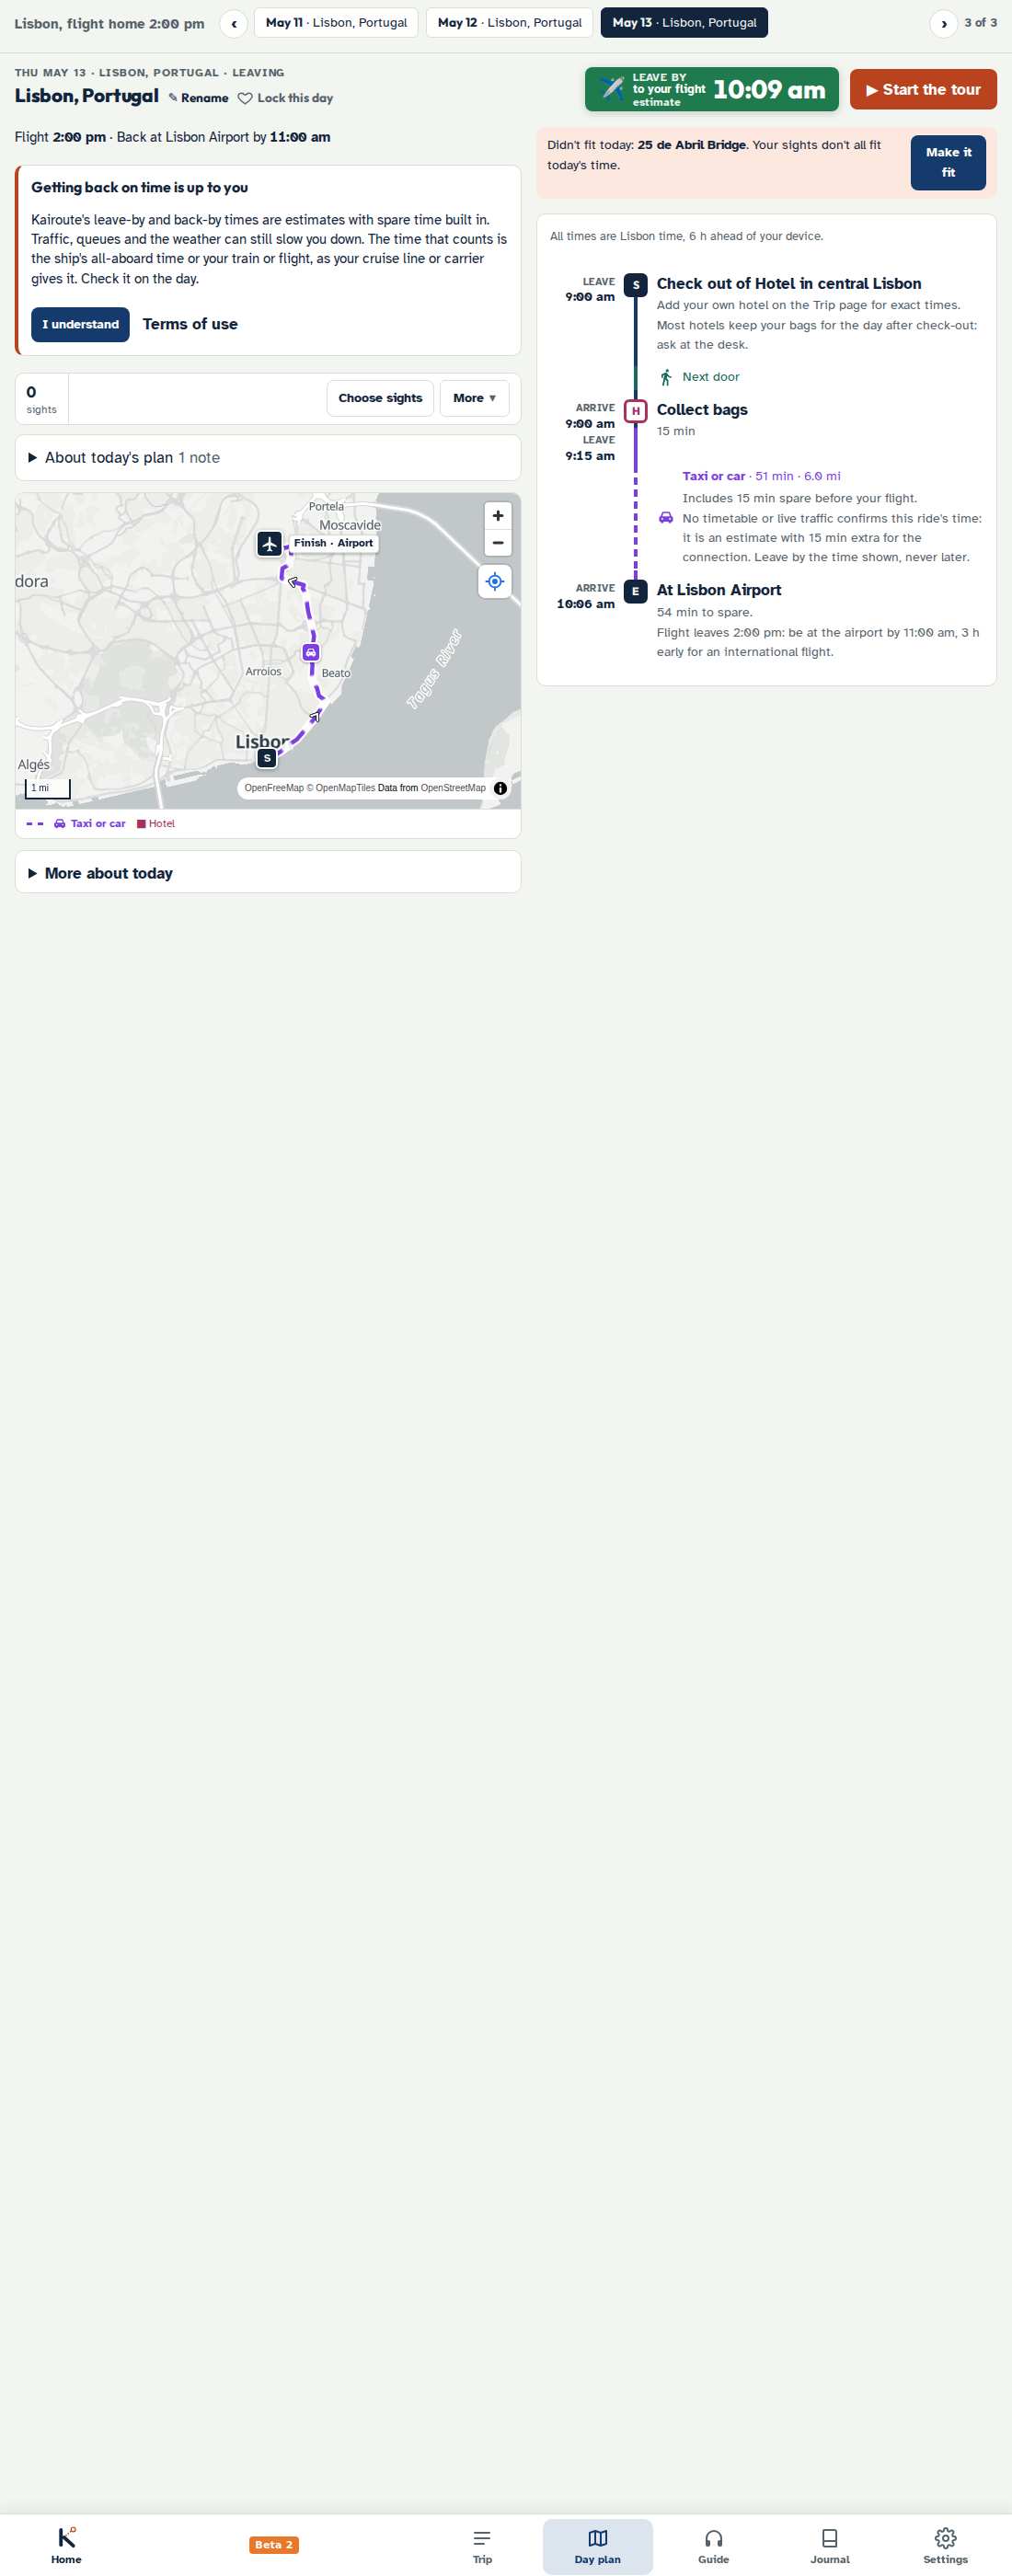 Lisbon, flight home 2:00 pm
‹
May 11 · Lisbon, Portugal
May 12 · Lisbon, Portugal
May 13 · Lisbon, Portugal
›
3 of 3
THU MAY 13 · LISBON, PORTUGAL · LEAVING
Lisbon, Portugal
✎ Rename
Lock this day
LEAVE BY
to your flight
estimate
10:09 am
▶ Start the tour
Flight 2:00 pm · Back at Lisbon Airport by 11:00 am
Getting back on time is up to you
Kairoute's leave-by and back-by times are estimates with spare time built in.
Traffic, queues and the weather can still slow you down. The time that counts is
the ship's all-aboard time or your train or flight, as your cruise line or carrier
gives it. Check it on the day.
I understand
Terms of use
0
sights
Choose sights
More ▼
▶ About today's plan 1 note
Portela
Moscavide
Finish · Airport
dora
Arroios
Beato
Tagus River
Lisbon
S
Algés
1 mi
+
−
OpenFreeMap © OpenMapTiles Data from OpenStreetMap
Taxi or car
Hotel
▶ More about today
Didn't fit today: 25 de Abril Bridge. Your sights don't all fit
today's time.
Make it
fit
All times are Lisbon time, 6 h ahead of your device.
LEAVE
9:00 am
S
Check out of Hotel in central Lisbon
Add your own hotel on the Trip page for exact times.
Most hotels keep your bags for the day after check-out:
ask at the desk.
Next door
ARRIVE
9:00 am
LEAVE
9:15 am
H
Collect bags
15 min
Taxi or car · 51 min · 6.0 mi
Includes 15 min spare before your flight.
No timetable or live traffic confirms this ride's time:
it is an estimate with 15 min extra for the
connection. Leave by the time shown, never later.
ARRIVE
10:06 am
E
At Lisbon Airport
54 min to spare.
Flight leaves 2:00 pm: be at the airport by 11:00 am, 3 h
early for an international flight.
Home
Beta 2
Trip
Day plan
Guide
Journal
Settings